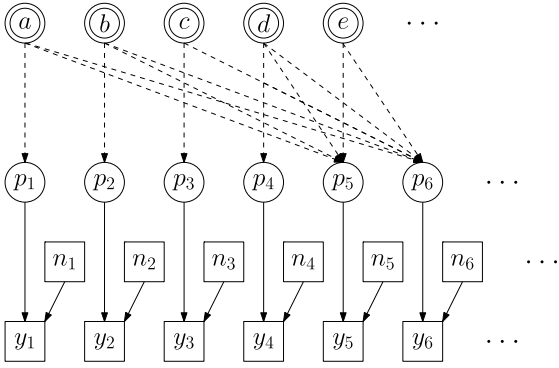 a b c d e ...
p₁ p₂ p₃ p₄ p₅ p₆ ...
n₁ n₂ n₃ n₄ n₅ n₆ ...
y₁ y₂ y₃ y₄ y₅ y₆ ...